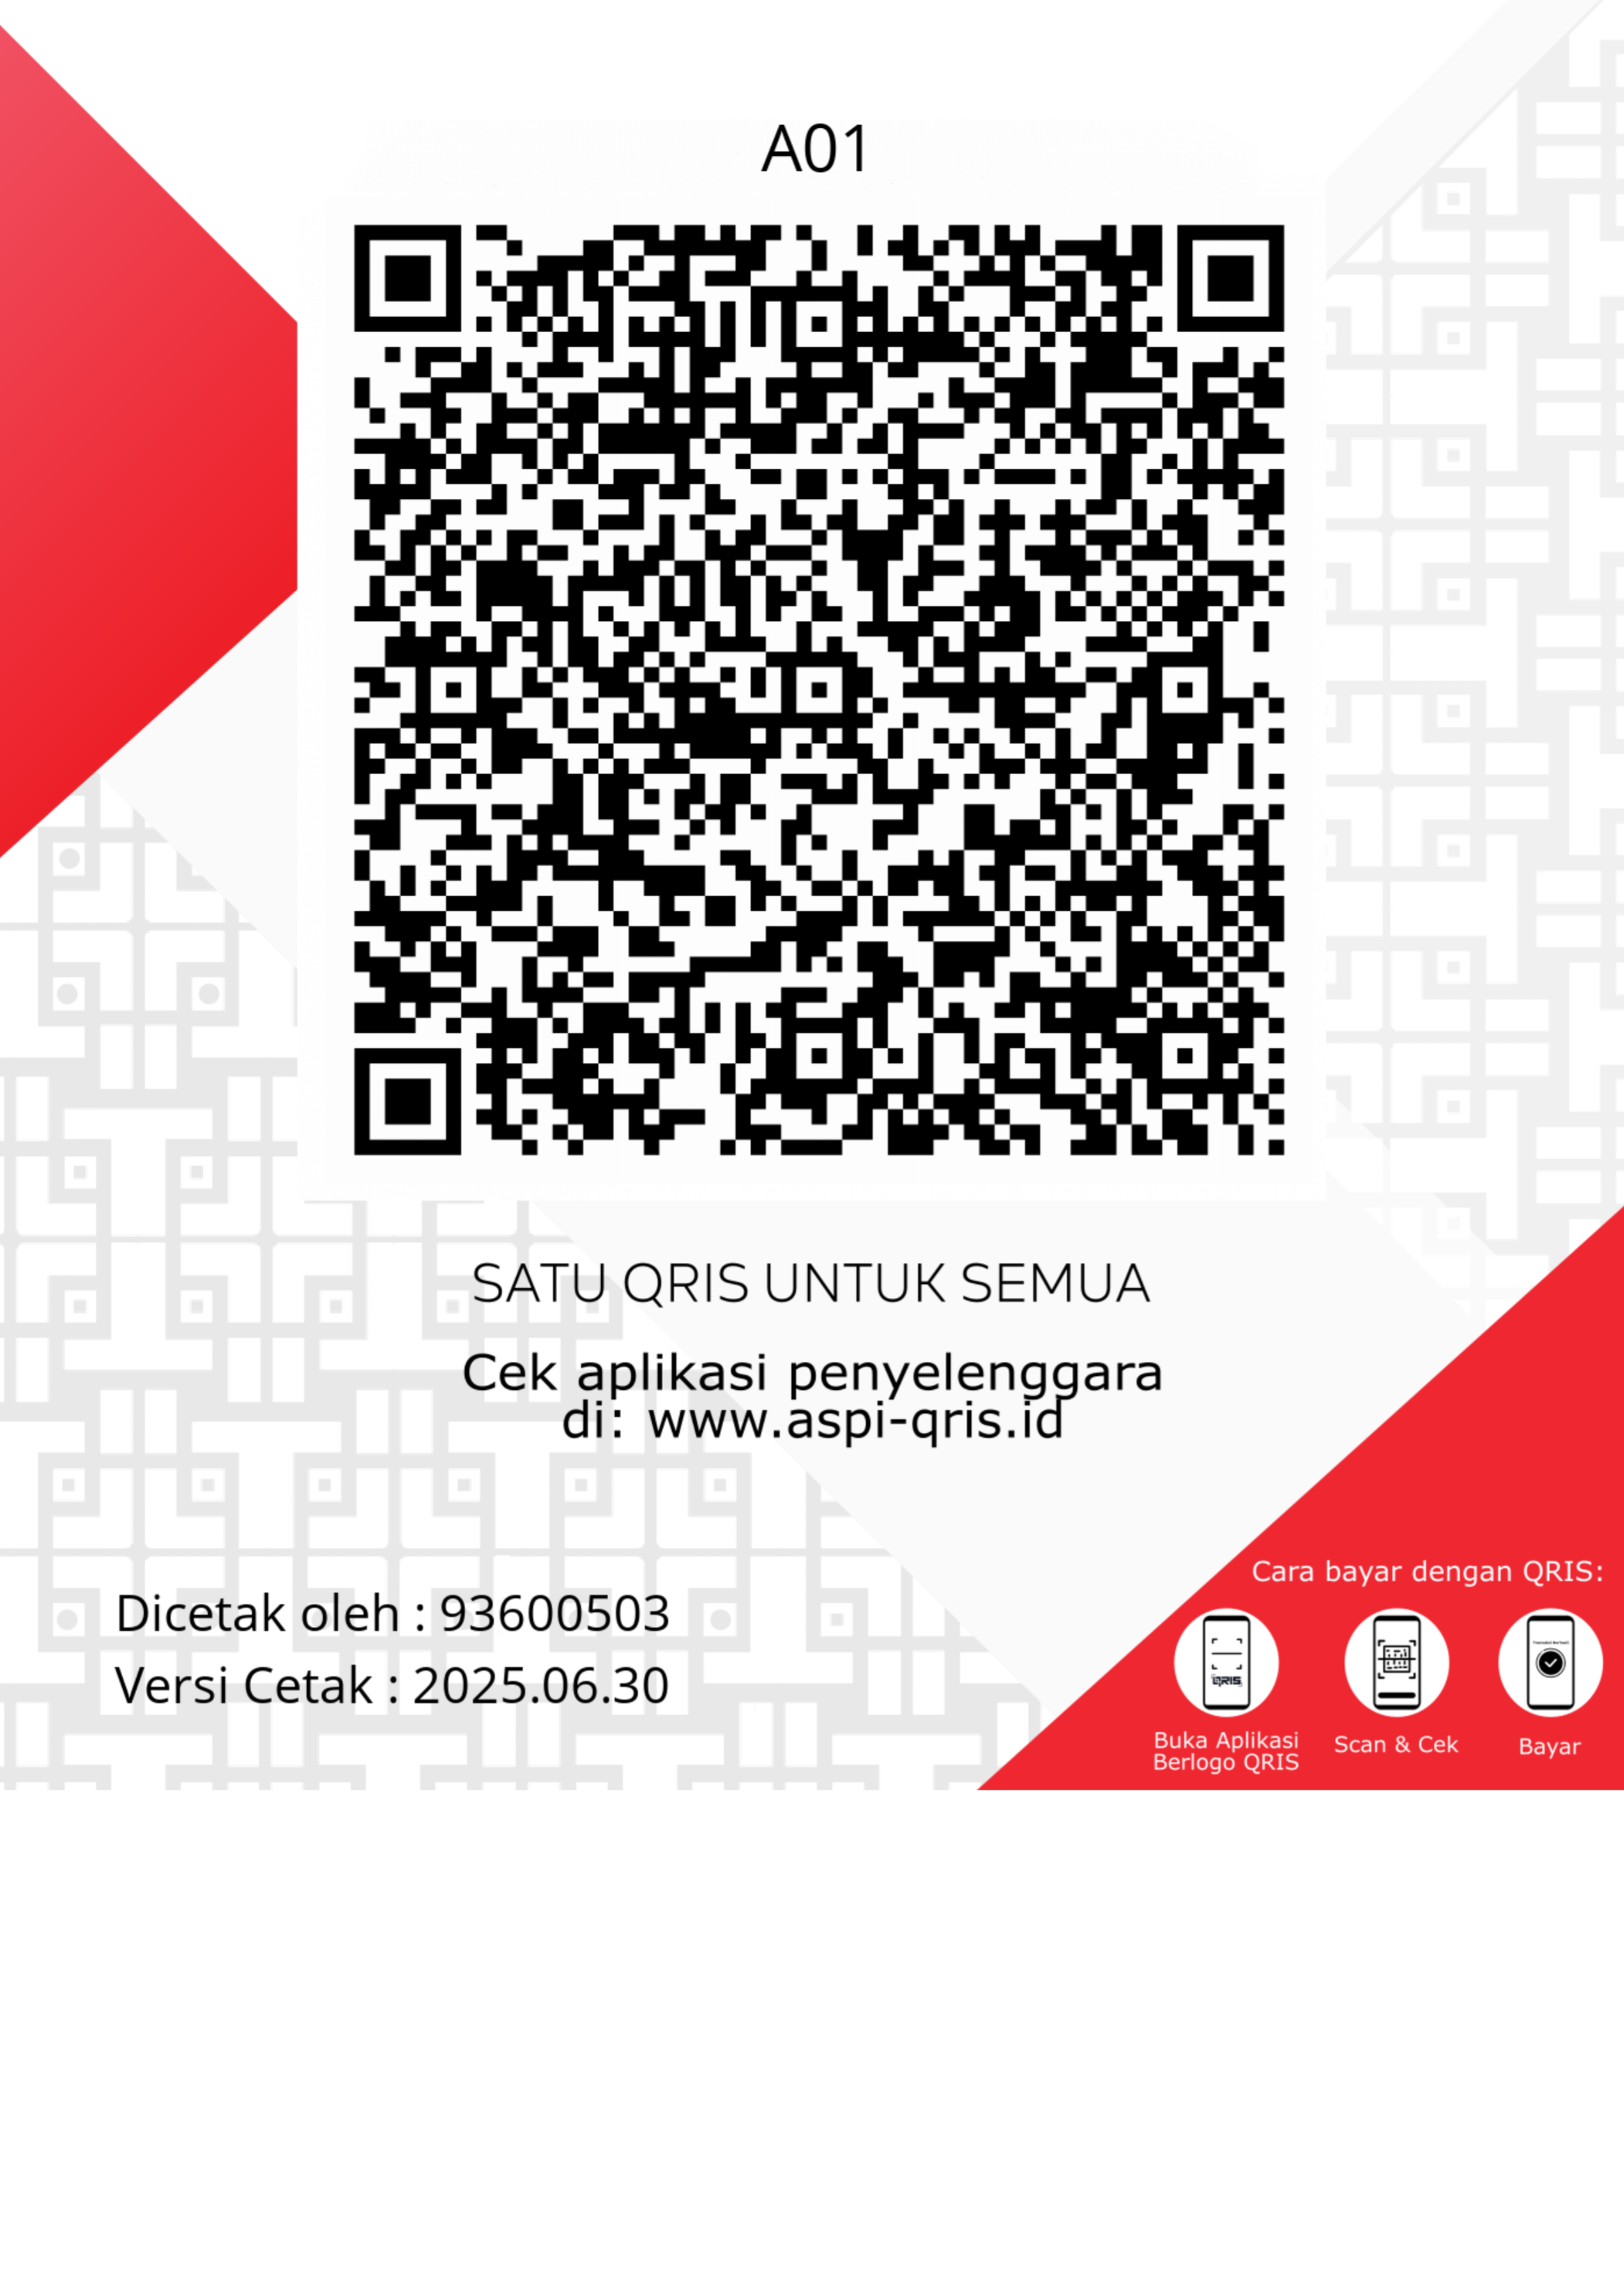 A01
SATU QRIS UNTUK SEMUA
Cek aplikasi penyelenggara
di: www.aspi-qris.id
Dicetak oleh : 93600503
Versi Cetak : 2025.06.30
Cara bayar dengan QRIS:
QRIS
Buka Aplikasi
Berlogo QRIS
Scan & Cek
Bayar